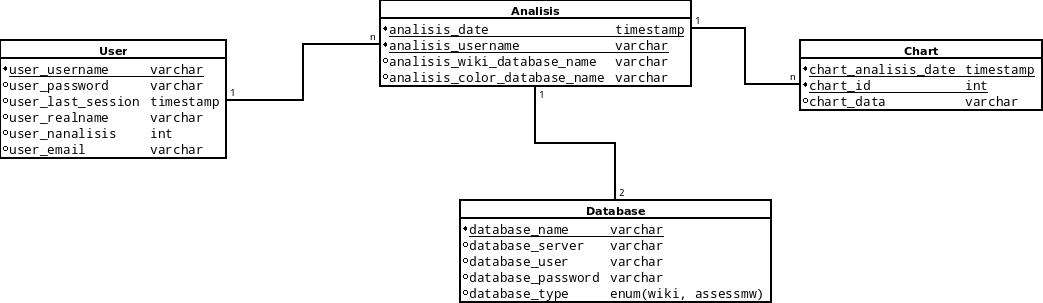 Analisis
analisis_date timestamp
analisis_username varchar
analisis_wiki_database_name varchar
analisis_color_database_name varchar
1
n
User
user_username varchar
user_password varchar
user_last_session timestamp
user_realname varchar
user_nanalisis int
user_email varchar
1
n
Chart
chart_analisis_date timestamp
chart_id int
chart_data varchar
1
2
Database
database_name varchar
database_server varchar
database_user varchar
database_password varchar
database_type enum(wiki, assessmw)